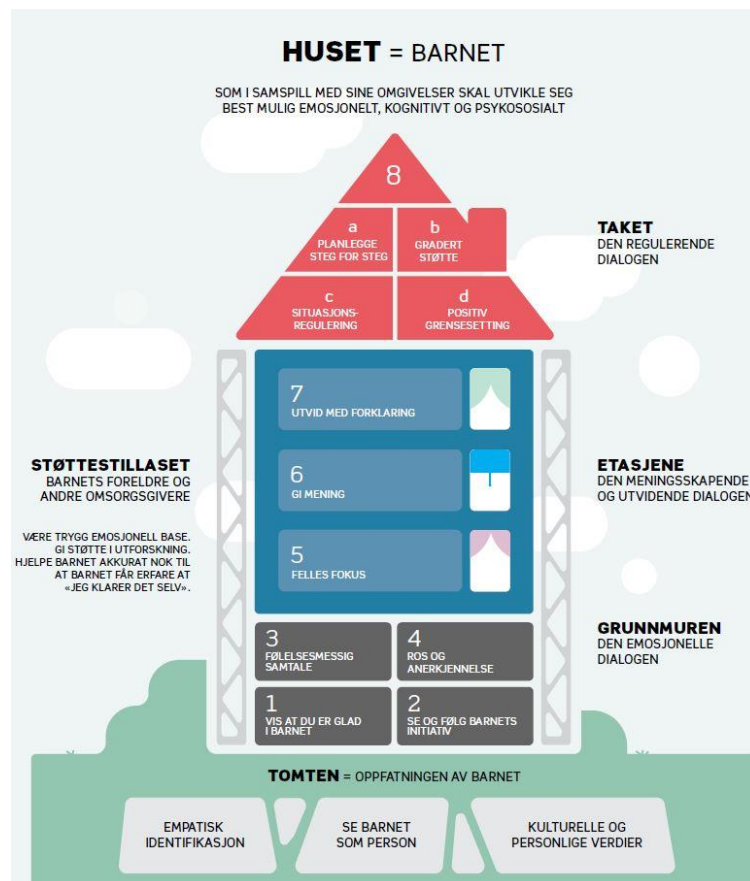 HUSET = BARNET
SOM I SAMSPILL MED SINE OMGIVELSER SKAL UTVIKLE SEG
BEST MULIG EMOSJONELT, KOGNITIVT OG PSYKOSOSIALT
8
a
PLANLEGGE
STEG FOR STEG
b
GRADERT
STØTTE
c
SITUASJONS-
REGULERING
d
POSITIV
GRENSESETTING
TAKET
DEN REGULERENDE
DIALOGEN
7
UTVID MED FORKLARING
6
GI MENING
5
FELLES FOKUS
STØTTESTILLASET
BARNETS FORELDRE OG
ANDRE OMSORGSGIVERE
VÆRE TRYGG EMOSJONELL BASE.
GI STØTTE I UTFORSKNING.
HJELPE BARNET AKKURAT NOK TIL
AT BARNET FÅR ERFARE AT
«JEG KLARER DET SELV».
ETASJENE
DEN MENINGSSKAPENDE
OG UTVIDENDE DIALOGEN
3
FØLELSESMESSIG
SAMTALE
4
ROS OG
ANERKJENNELSE
1
VIS AT DU ER GLAD
I BARNET
2
SE OG FØLG BARNETS
INITIATIV
GRUNNMUREN
DEN EMOSJONELLE
DIALOGEN
TOMTEN = OPPFATNINGEN AV BARNET
EMPATISK
IDENTIFIKASJON
SE BARNET
SOM PERSON
KULTURELLE OG
PERSONLIGE VERDIER